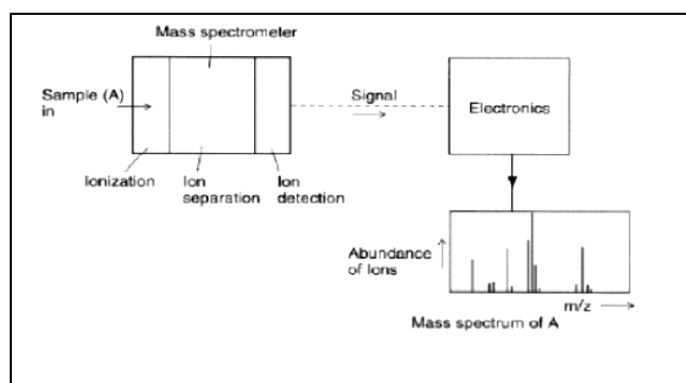 Mass spectrometer
Sample (A)
in
Signal
Electronics
Ionization
Ion
separation
Ion
detection
Abundance
of Ions
m/z
Mass spectrum of A